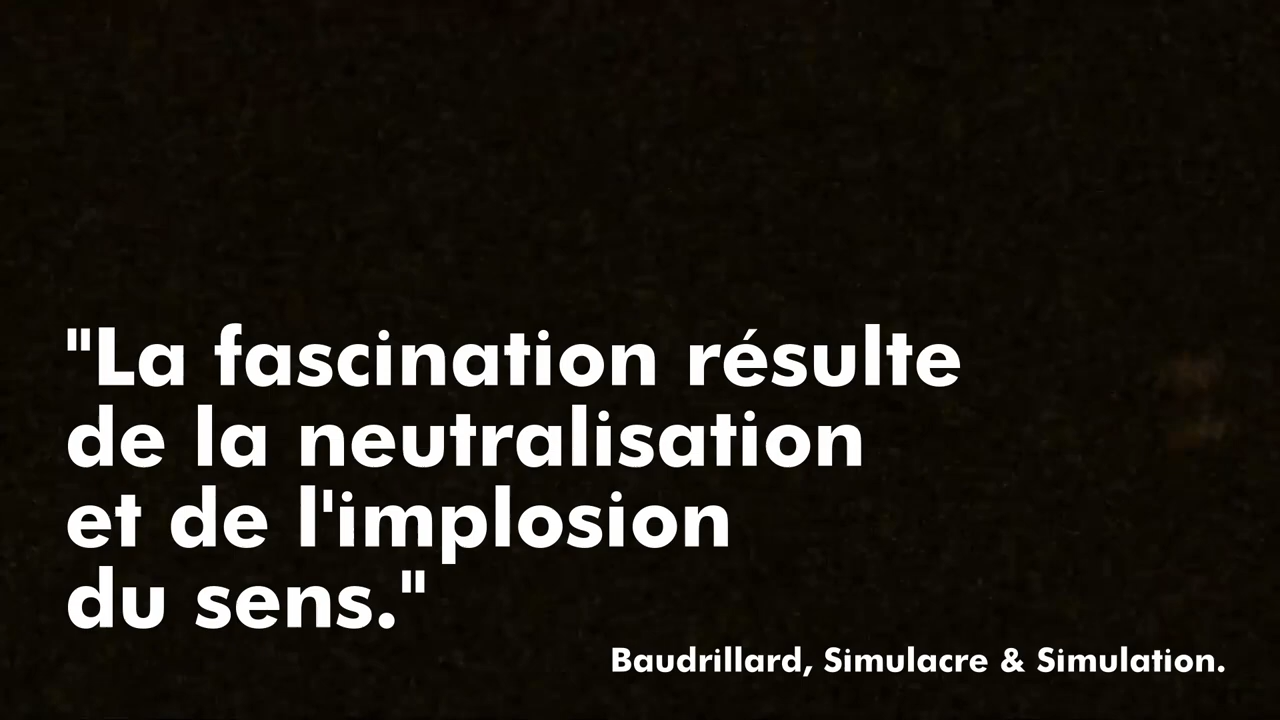 "La fascination résulte
de la neutralisation
et de l'implosion
du sens."
Baudrillard, Simulacre & Simulation.